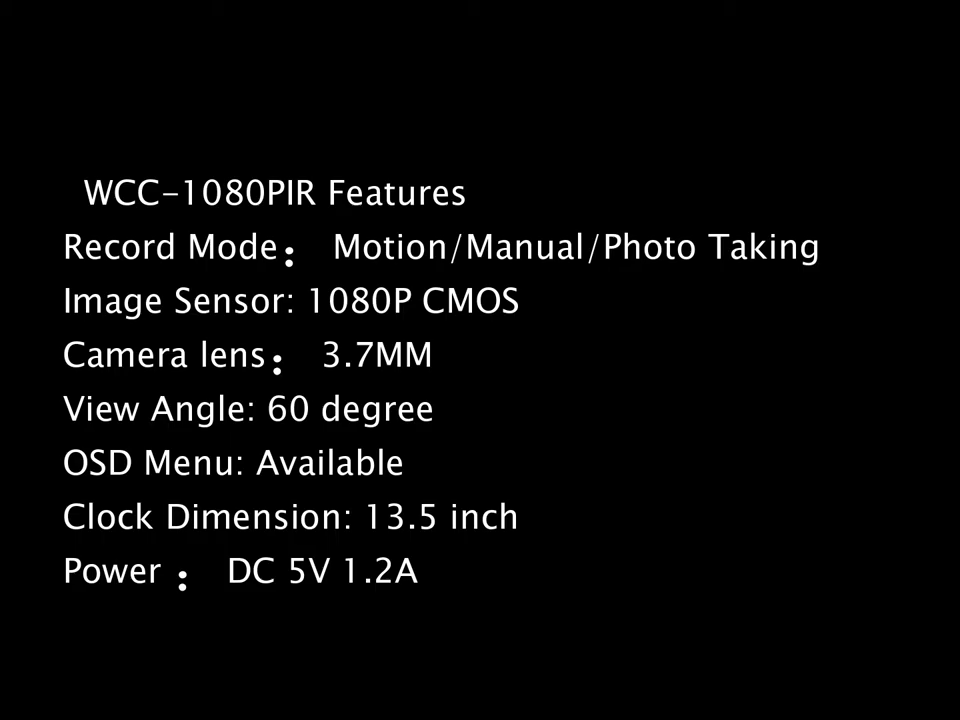 WCC-1080PIR Features
Record Mode： Motion/Manual/Photo Taking
Image Sensor: 1080P CMOS
Camera lens： 3.7MM
View Angle: 60 degree
OSD Menu: Available
Clock Dimension: 13.5 inch
Power ： DC 5V 1.2A